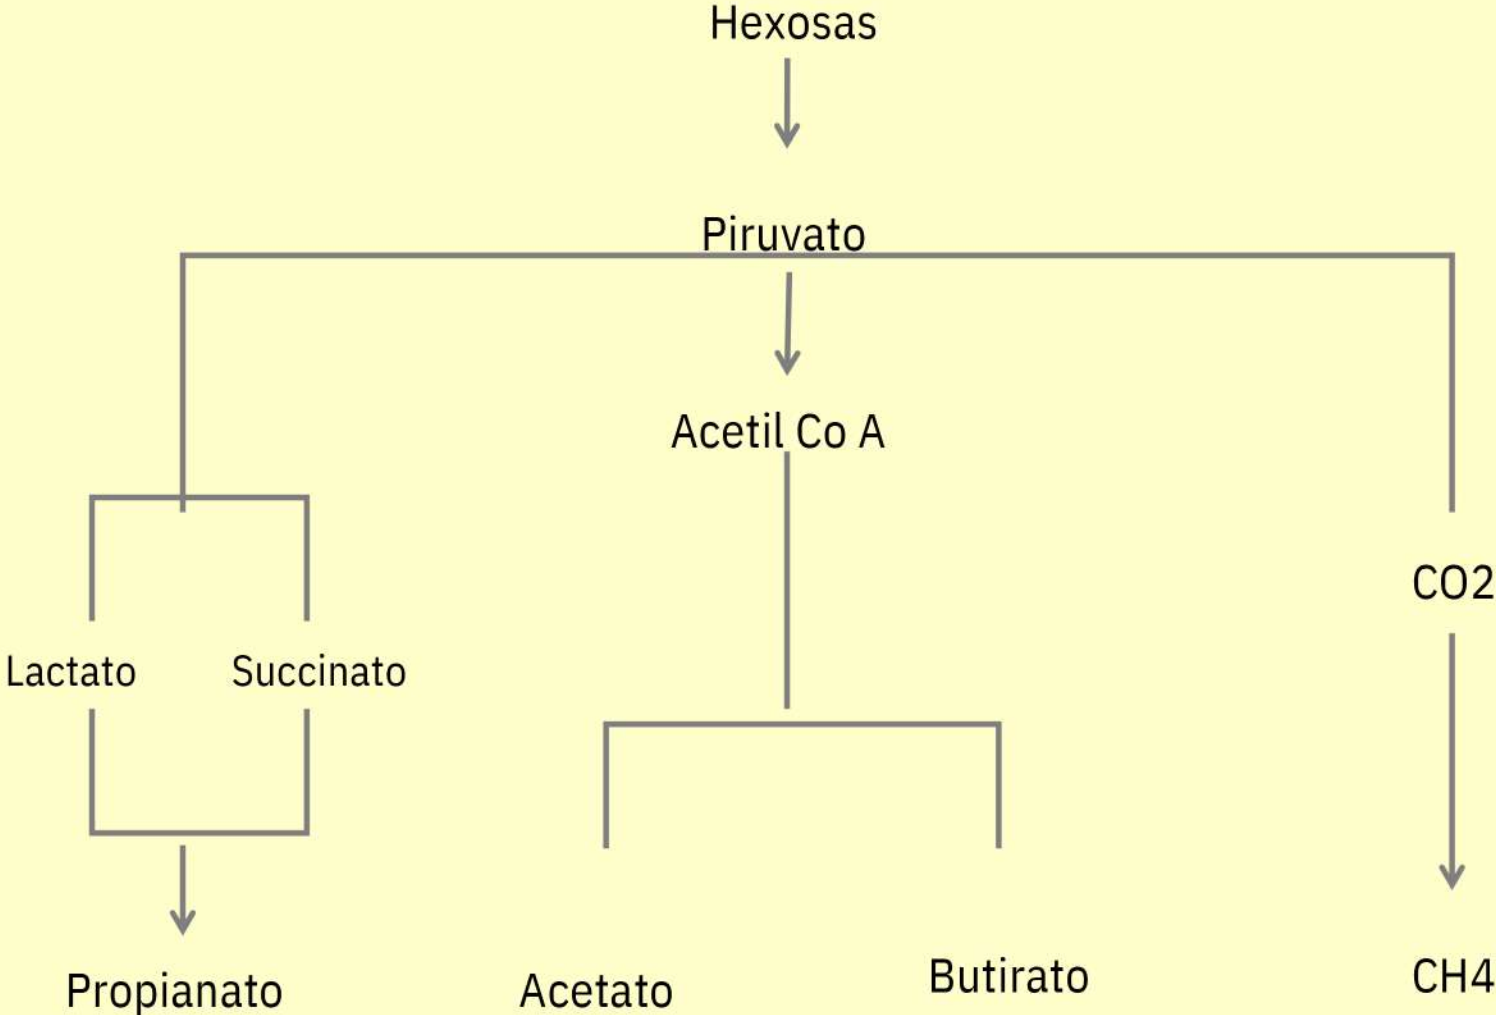 Hexosas
Piruvato
Acetil Co A
CO2
Lactato
Succinato
Propianato
Acetato
Butirato
CH4